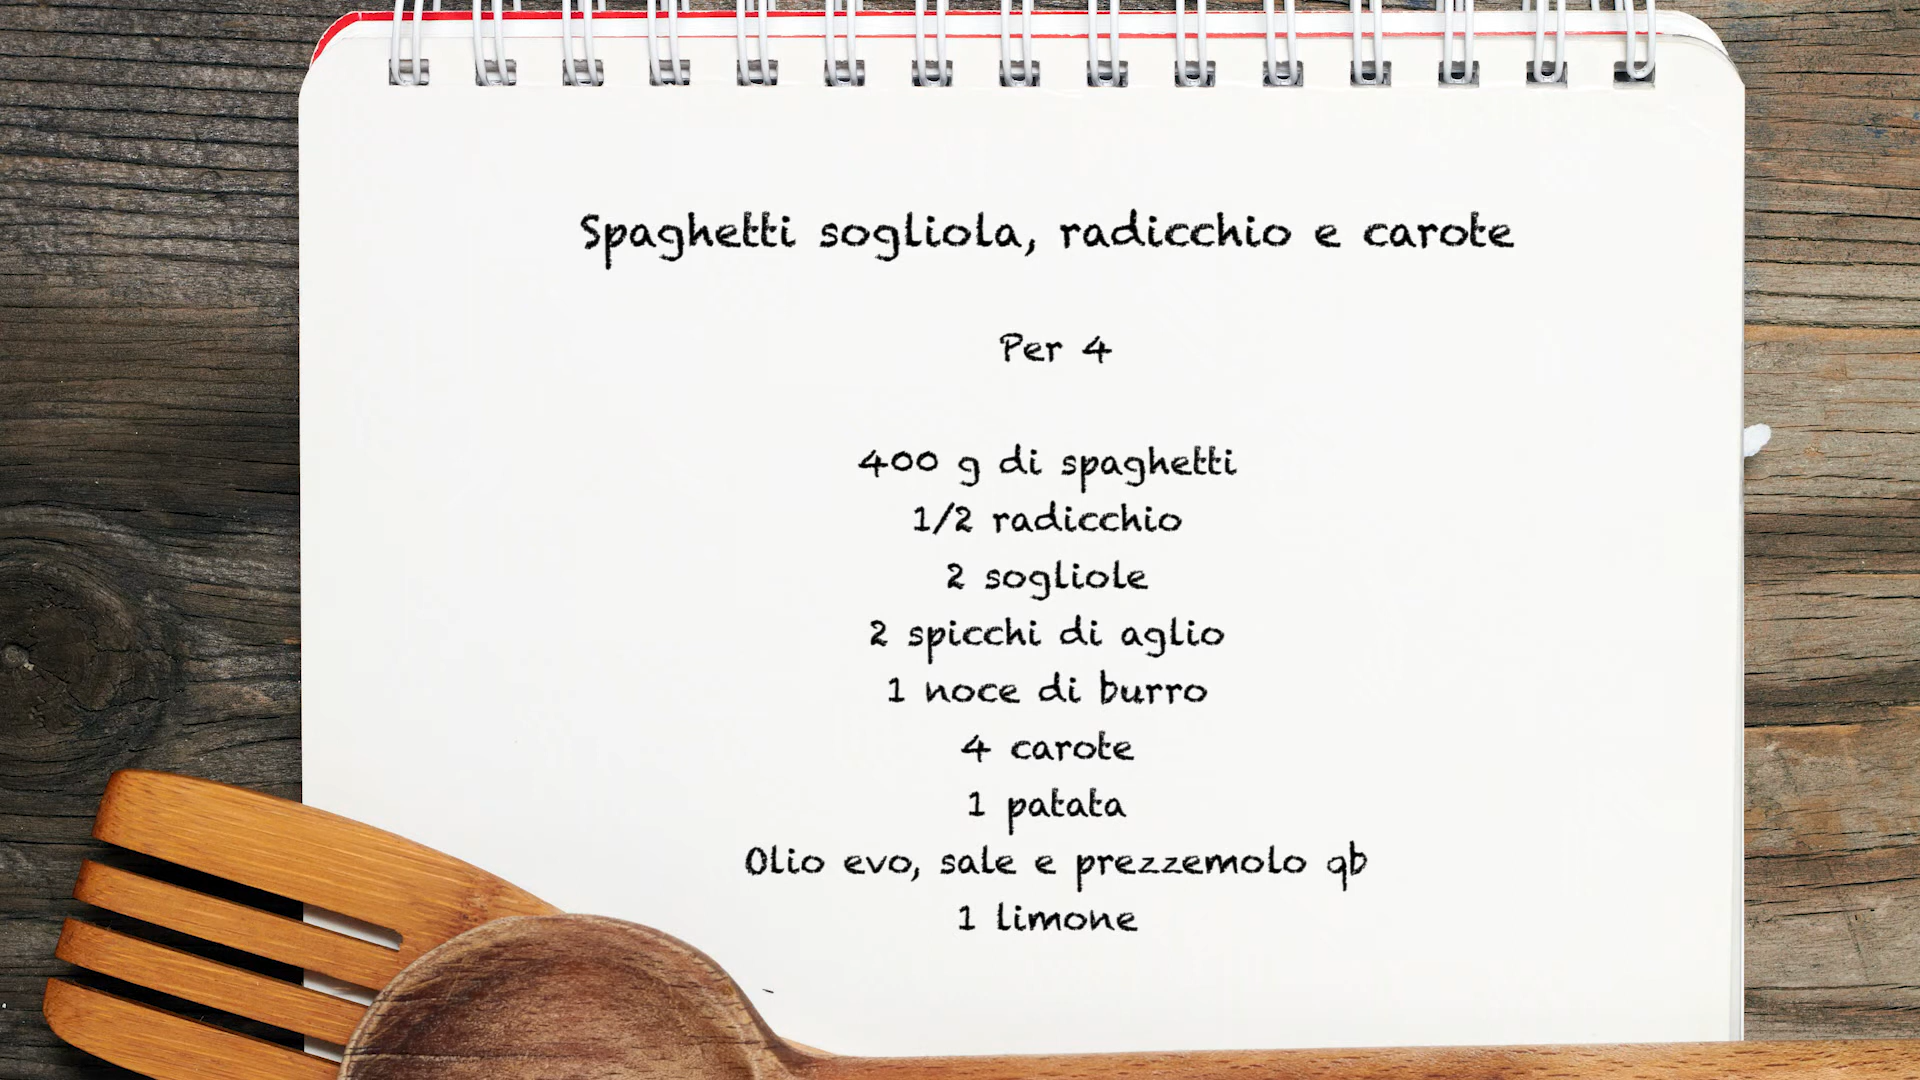 Spaghetti sogliola, radicchio e carote
Per 4
400 g di spaghetti
1/2 radicchio
2 sogliole
2 spicchi di aglio
1 noce di burro
4 carote
1 patata
Olio evo, sale e prezzemolo qb
1 limone